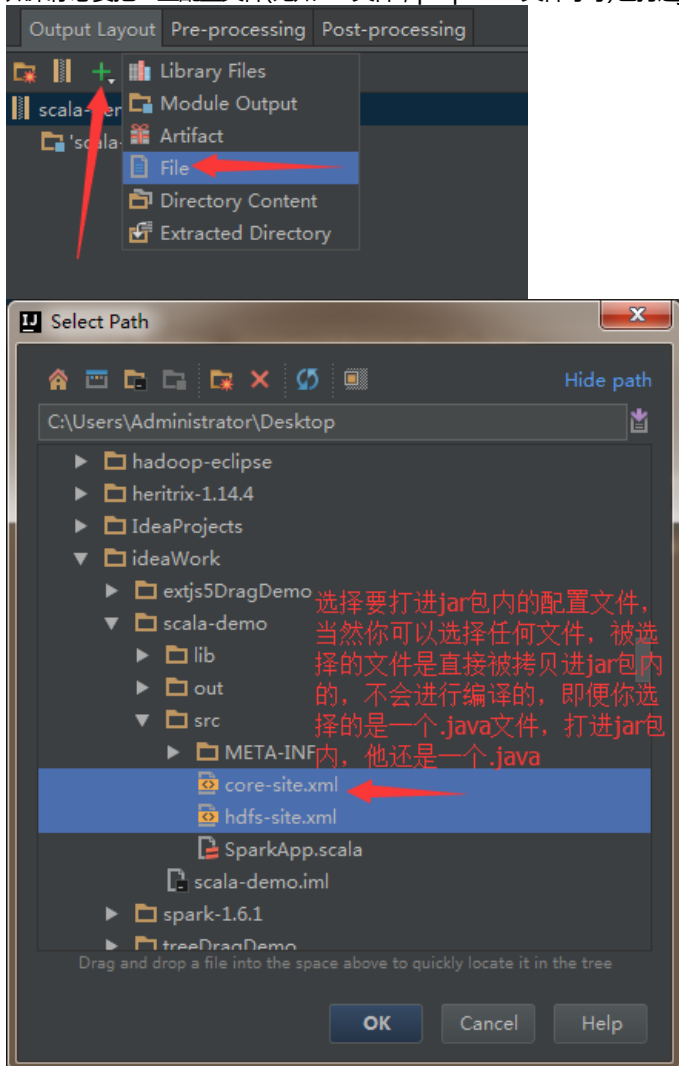 Output Layout Pre-processing Post-processing
Library Files
scala- Module Output
'scala- Artifact
File
Directory Content
Extracted Directory
Select Path
Hide path
C:\Users\Administrator\Desktop
hadoop-eclipse
heritrix-1.14.4
IdeaProjects
ideaWork
extjs5DragDemo
scala-demo
lib
out
src
META-INF
core-site.xml
hdfs-site.xml
SparkApp.scala
scala-demo.iml
spark-1.6.1
treeDragDemo
选择要打进jar包内的配置文件,
当然你可以选择任何文件,被选
择的文件是直接被拷贝进jar包内
的,不会进行编译的,即便你选
择的是一个.java文件,打进jar包
内,他还是一个.java
Drag and drop a file into the space above to quickly locate it in the tree
OK Cancel Help